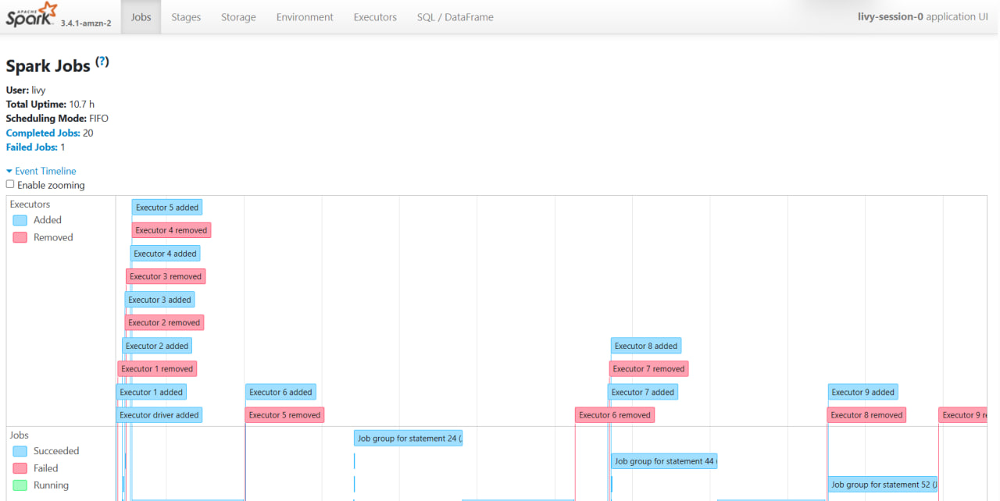 APACHE
Spark 3.4.1-amzn-2 Jobs Stages Storage Environment Executors SQL / DataFrame livy-session-0 application UI
Spark Jobs (?)
User: livy
Total Uptime: 10.7 h
Scheduling Mode: FIFO
Completed Jobs: 20
Failed Jobs: 1
Event Timeline
Enable zooming
Executors
Added
Removed
Executor 5 added
Executor 4 removed
Executor 4 added
Executor 3 removed
Executor 3 added
Executor 2 removed
Executor 2 added
Executor 1 removed
Executor 1 added
Executor driver added
Executor 6 added
Executor 5 removed
Executor 6 removed
Executor 8 added
Executor 7 removed
Executor 7 added
Executor 9 added
Executor 8 removed
Executor 9 re
Jobs
Succeeded
Failed
Running
Job group for statement 24 (
Job group for statement 44
Job group for statement 52 (J